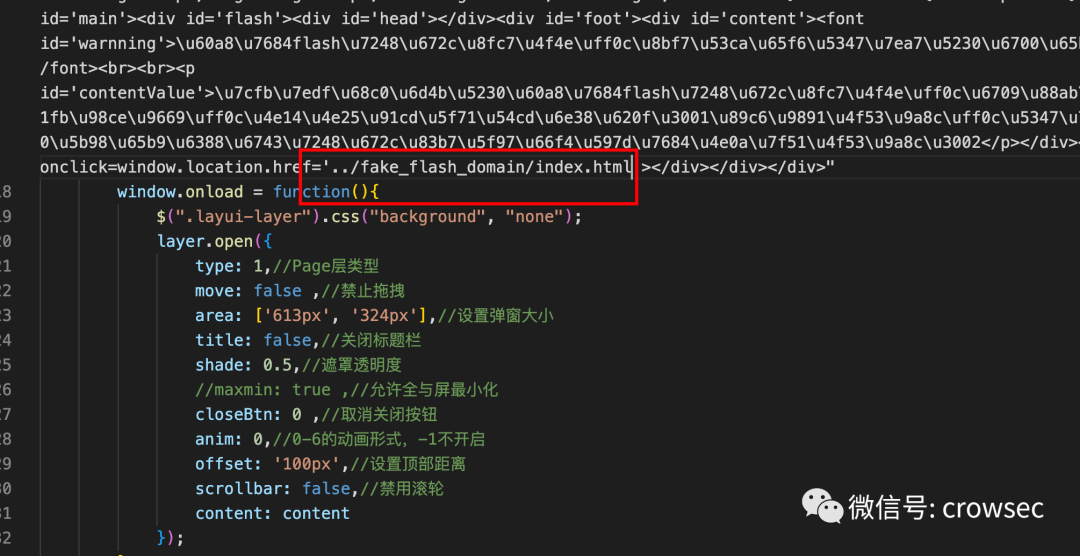 id='main'><div id='flash'><div id='head'></div><div id='foot'><div id='content'><font
id='warnning'>\u60a8\u7684flash\u7248\u672c\u8fc7\u4f4e\uff0c\u8bf7\u53ca\u65f6\u5347\u7ea7\u5230\u6700\u65b
/font><br><br><p
id='contentValue'>\u7cfb\u7edf\u68c0\u6d4b\u5230\u60a8\u7684flash\u7248\u672c\u8fc7\u4f4e\uff0c\u6709\u88ab
1fb\u98ce\u9669\uff0c\u4e14\u4e25\u91cd\u5f71\u54cd\u6e38\u620f\u3001\u89c6\u9891\u4f53\u9a8c\uff0c\u8bf7
0\u5b98\u65b9\u6388\u6743\u7248\u672c,\u83b7\u5f97\u66f4\u597d\u7684\u4e0a\u7f51\u4f53\u9a8c\u3002</p></div>
onclick=window.location.href='../fake_flash_domain/index.html'></div></div></div>"
18 window.onload = function(){
19 $(".layui-layer").css("background", "none");
20 layer.open({
21 type: 1,//Page层类型
22 move: false ,//禁止拖拽
23 area: ['613px', '324px'],//设置弹窗大小
24 title: false,//关闭标题栏
25 shade: 0.5,//遮罩透明度
26 //maxmin: true ,//允许全与屏最小化
27 closeBtn: 0 ,//取消关闭按钮
28 anim: 0,//0-6的动画形式，-1不开启
29 offset: '100px',//设置顶部距离
30 scrollbar: false,//禁用滚轮
31 content: content
32 });
微信号: crowsec